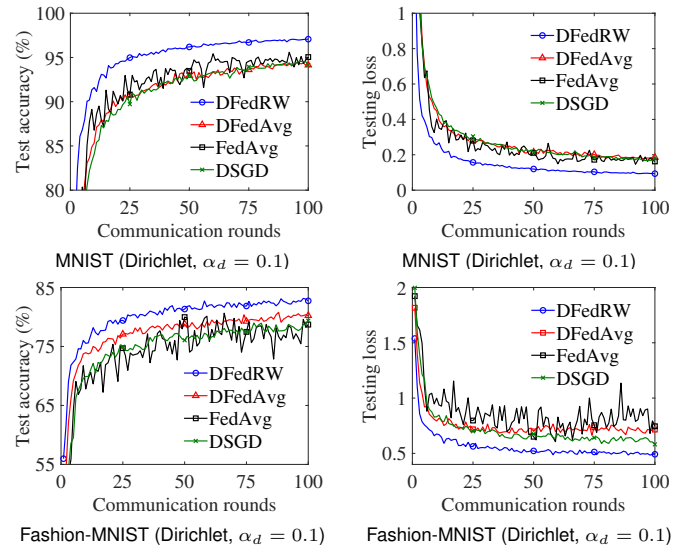 100
95
90
85
80
Test accuracy (%)
DFedRW
DFedAvg
FedAvg
DSGD
0 25 50 75 100
Communication rounds
MNIST (Dirichlet, α_d = 0.1)
1
0.8
0.6
0.4
0.2
0
Testing loss
DFedRW
DFedAvg
FedAvg
DSGD
0 25 50 75 100
Communication rounds
MNIST (Dirichlet, α_d = 0.1)
85
75
65
55
Test accuracy (%)
DFedRW
DFedAvg
FedAvg
DSGD
0 25 50 75 100
Communication rounds
Fashion-MNIST (Dirichlet, α_d = 0.1)
2
1.5
1
0.5
Testing loss
DFedRW
DFedAvg
FedAvg
DSGD
0 25 50 75 100
Communication rounds
Fashion-MNIST (Dirichlet, α_d = 0.1)